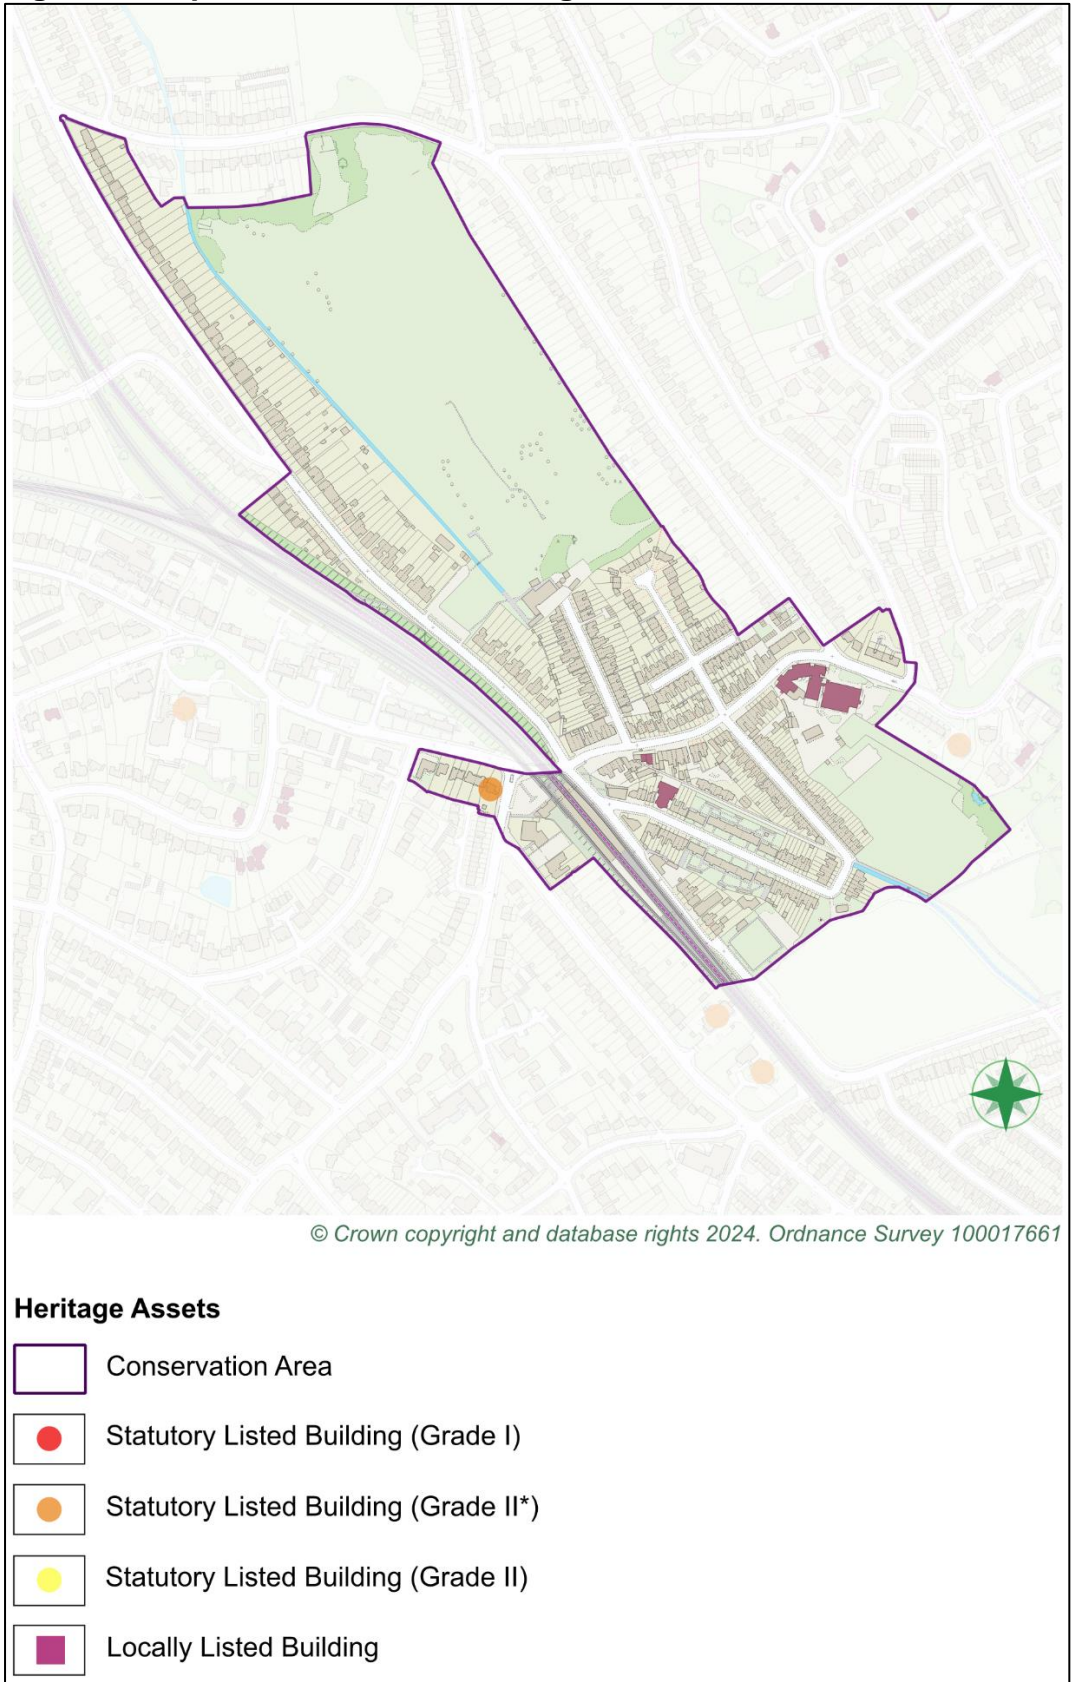 © Crown copyright and database rights 2024. Ordnance Survey 100017661
Heritage Assets
Conservation Area
Statutory Listed Building (Grade I)
Statutory Listed Building (Grade II*)
Statutory Listed Building (Grade II)
Locally Listed Building